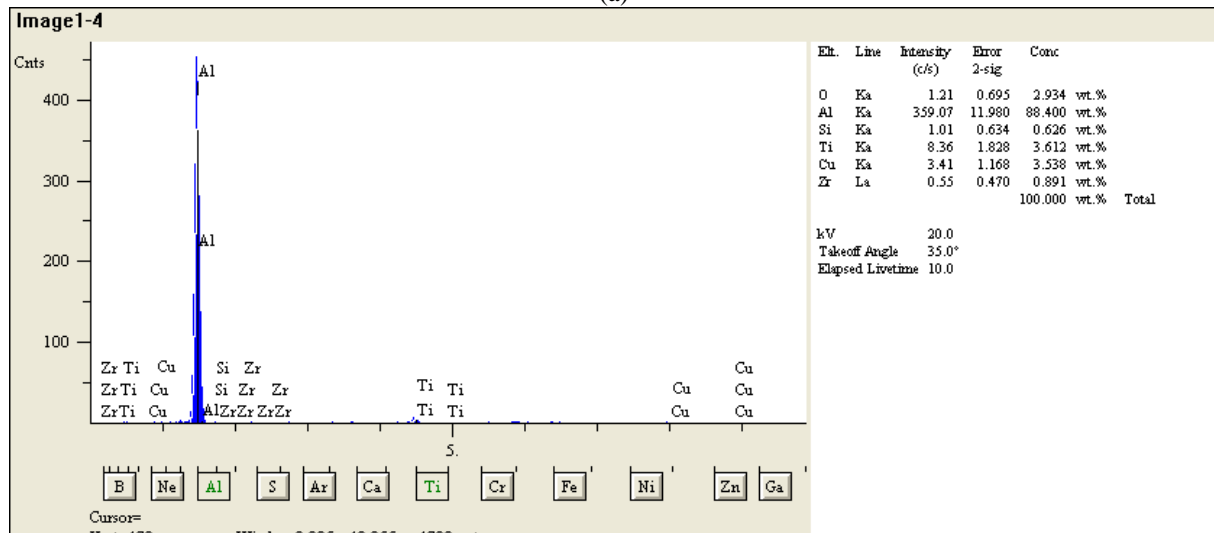 (a)
Image1-4
Cnts
400
300
200
100
Al
Al
Zr Ti Cu Si Zr Cu
Zr Ti Cu Si Zr Zr Ti Ti Cu Cu
Zr Ti Cu Al Zr Zr Zr Zr Ti Ti Cu Cu
5.
B Ne Al S Ar Ca Ti Cr Fe Ni Zn Ga
Cursor=
Elt. Line Intensity Error Conc
(c/s) 2-sig
O Ka 1.21 0.695 2.934 wt.%
Al Ka 359.07 11.980 88.400 wt.%
Si Ka 1.01 0.634 0.626 wt.%
Ti Ka 8.36 1.828 3.612 wt.%
Cu Ka 3.41 1.168 3.538 wt.%
Zr La 0.55 0.470 0.891 wt.%
100.000 wt.% Total
kV 20.0
Takeoff Angle 35.0°
Elapsed Livetime 10.0